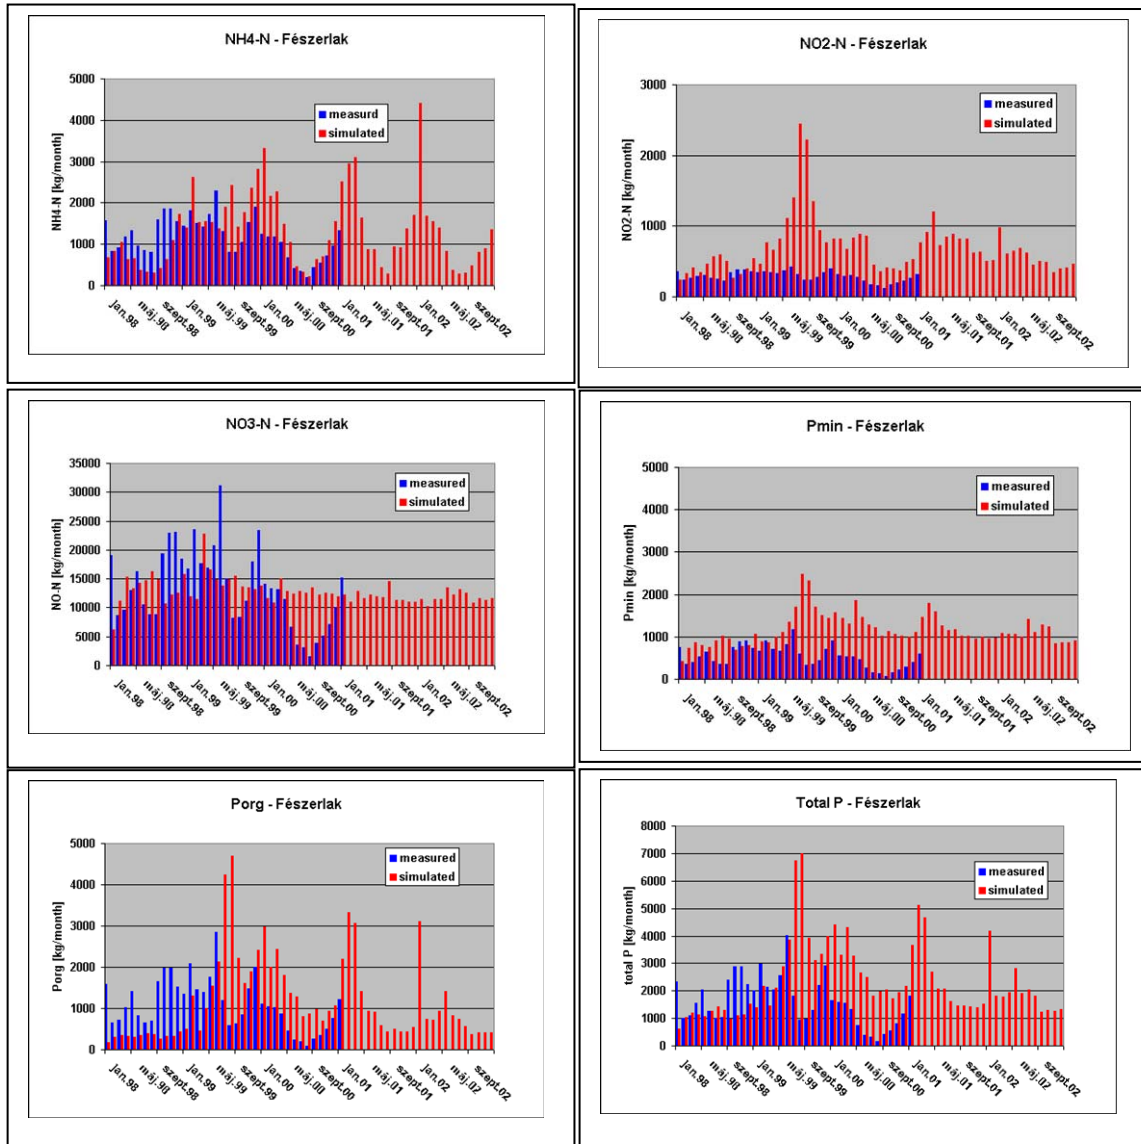 NH4-N - Fészerlak
NH4-N [kg/month]
5000
4000
3000
2000
1000
0
measurd
simulated
jan.98
máj.98
szept.98
jan.99
máj.99
szept.99
jan.00
máj.00
szept.00
jan.01
máj.01
szept.01
jan.02
máj.02
szept.02
NO2-N - Fészerlak
NO2-N [kg/month]
3000
2000
1000
0
measured
simulated
jan.98
máj.98
szept.98
jan.99
máj.99
szept.99
jan.00
máj.00
szept.00
jan.01
máj.01
szept.01
jan.02
máj.02
szept.02
NO3-N - Fészerlak
NO-N [kg/month]
35000
30000
25000
20000
15000
10000
5000
0
measured
simulated
jan.98
máj.98
szept.98
jan.99
máj.99
szept.99
jan.00
máj.00
szept.00
jan.01
máj.01
szept.01
jan.02
máj.02
szept.02
Pmin - Fészerlak
Pmin [kg/month]
5000
4000
3000
2000
1000
0
measured
simulated
jan.98
máj.98
szept.98
jan.99
máj.99
szept.99
jan.00
máj.00
szept.00
jan.01
máj.01
szept.01
jan.02
máj.02
szept.02
Porg - Fészerlak
Porg [kg/month]
5000
4000
3000
2000
1000
0
measured
simulated
jan.98
máj.98
szept.98
jan.99
máj.99
szept.99
jan.00
máj.00
szept.00
jan.01
máj.01
szept.01
jan.02
máj.02
szept.02
Total P - Fészerlak
total P [kg/month]
8000
7000
6000
5000
4000
3000
2000
1000
0
measured
simulated
jan.98
máj.98
szept.98
jan.99
máj.99
szept.99
jan.00
máj.00
szept.00
jan.01
máj.01
szept.01
jan.02
máj.02
szept.02